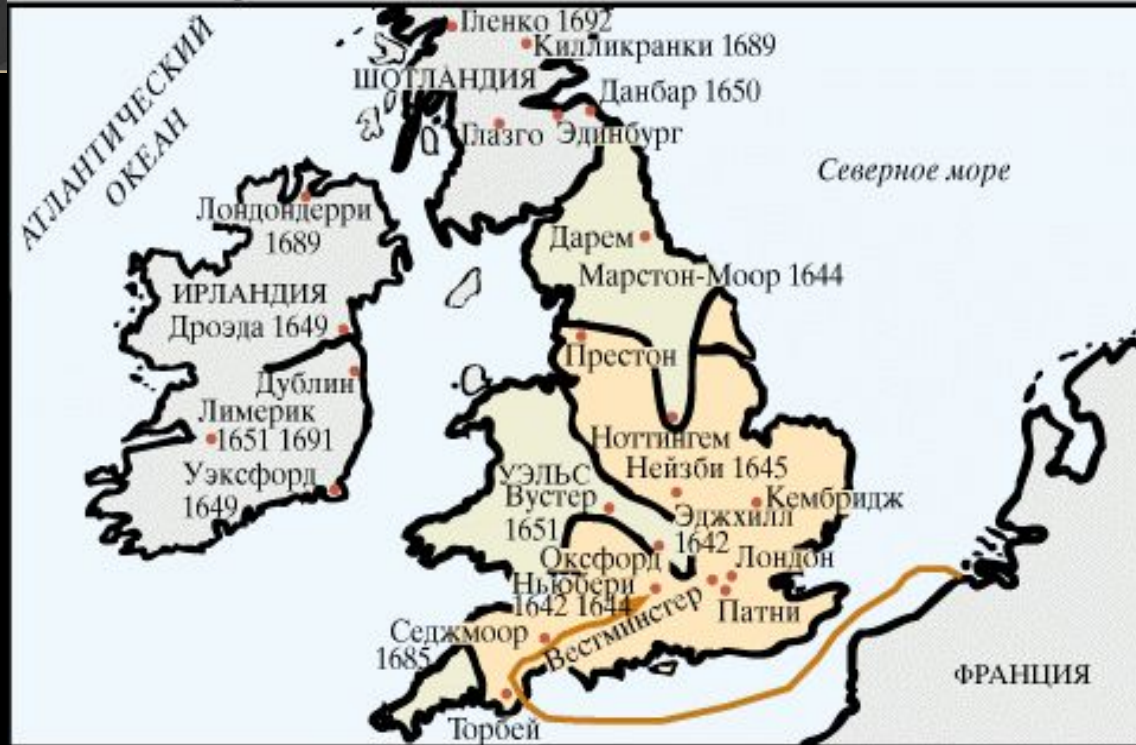 Гленко 1692
Килликранки 1689
АТЛАНТИЧЕСКИЙ
ОКЕАН
ШОТЛАНДИЯ
Данбар 1650
Глазго
Эдинбург
Северное море
Лондондерри
1689
Дарем
Марстон-Моор 1644
ИРЛАНДИЯ
Дроэда 1649
Престон
Дублин
Лимерик
1651 1691
Ноттингем
Нейзби 1645
Уэксфорд
1649
УЭЛЬС
Вустер
1651
Кембридж
Эджхилл
1642
Оксфорд
Лондон
Ньюбери
1642 1644
Вестминстер
Патни
Седжмоор
1685
ФРАНЦИЯ
Торбей